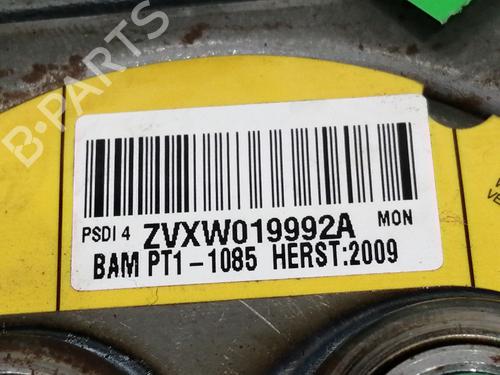 B-PARTS
PSDI 4 ZVXW019992A MON
BAM PT1-1085 HERST:2009